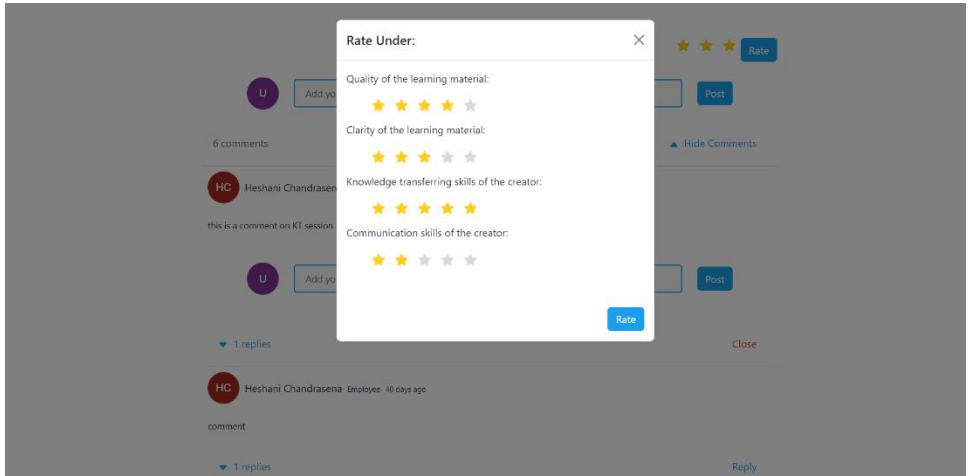 Rate Under:
Rate
Quality of the learning material:
U
Add yo
Post
Clarity of the learning material:
6 comments
Hide Comments
Knowledge transferring skills of the creator:
HC
Heshani Chandrasen
this is a comment on KT session
Communication skills of the creator:
U
Add yo
Post
Rate
1 replies
Close
HC
Heshani Chandrasena Employee 40 days ago
comment
1 replies
Reply